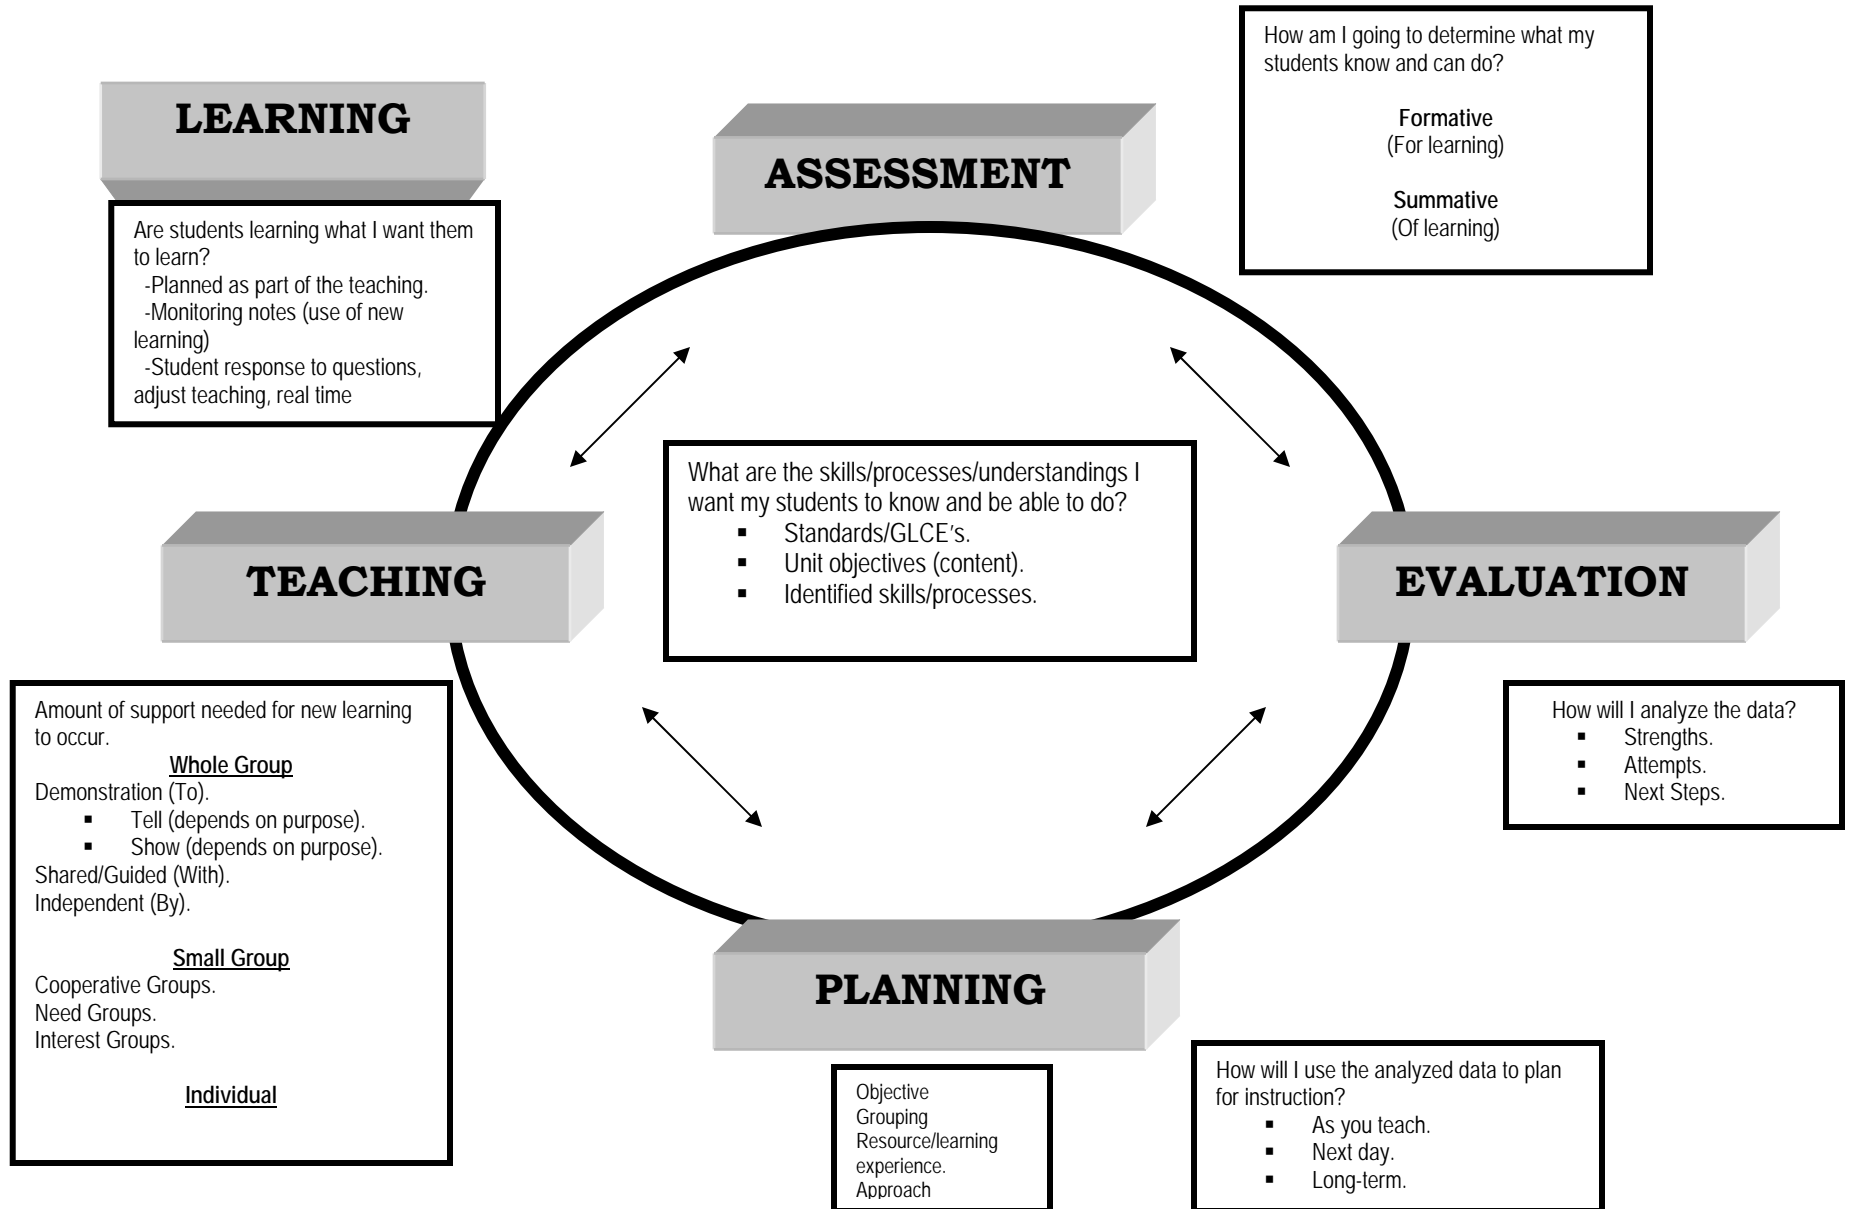 LEARNING
Are students learning what I want them
to learn?
-Planned as part of the teaching.
-Monitoring notes (use of new
learning)
-Student response to questions,
adjust teaching, real time
ASSESSMENT
How am I going to determine what my
students know and can do?
Formative
(For learning)
Summative
(Of learning)
What are the skills/processes/understandings I
want my students to know and be able to do?
▪ Standards/GLCE's.
▪ Unit objectives (content).
▪ Identified skills/processes.
TEACHING
Amount of support needed for new learning
to occur.
Whole Group
Demonstration (To).
▪ Tell (depends on purpose).
▪ Show (depends on purpose).
Shared/Guided (With).
Independent (By).
Small Group
Cooperative Groups.
Need Groups.
Interest Groups.
Individual
EVALUATION
How will I analyze the data?
▪ Strengths.
▪ Attempts.
▪ Next Steps.
PLANNING
Objective
Grouping
Resource/learning
experience.
Approach
How will I use the analyzed data to plan
for instruction?
▪ As you teach.
▪ Next day.
▪ Long-term.